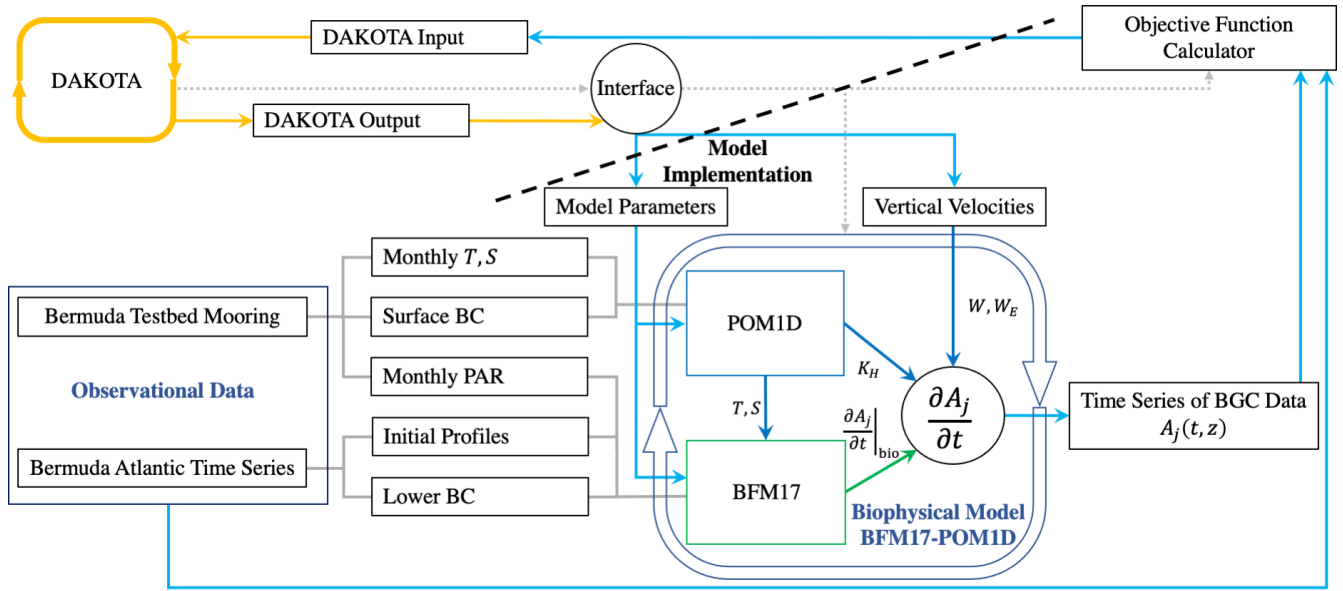 DAKOTA
DAKOTA Input
Objective Function
Calculator
Interface
DAKOTA Output
Model
Implementation
Model Parameters
Vertical Velocities
Monthly T, S
Surface BC
Monthly PAR
Initial Profiles
Lower BC
Bermuda Testbed Mooring
Observational Data
Bermuda Atlantic Time Series
POM1D
T, S
BFM17
K_H
W, W_E
∂A_j/∂t|_bio
∂A_j/∂t
Biophysical Model
BFM17-POM1D
Time Series of BGC Data
A_j(t, z)